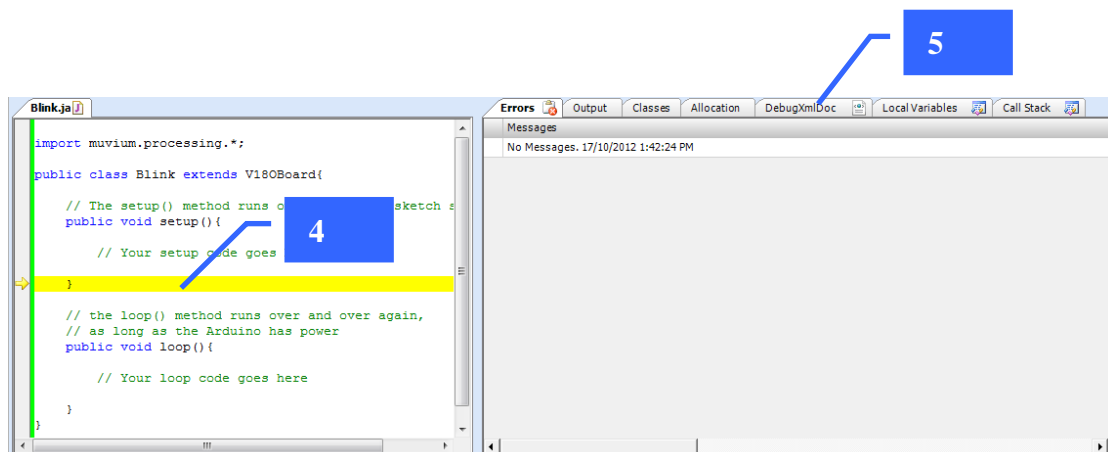 5
Blink.ja
Errors Output Classes Allocation DebugXmlDoc Local Variables Call Stack
Messages
No Messages. 17/10/2012 1:42:24 PM
import muvium.processing.*;
public class Blink extends V18OBoard{
// The setup() method runs sketch
public void setup(){
4
// Your setup code goes
}
// the loop() method runs over and over again,
// as long as the Arduino has power
public void loop(){
// Your loop code goes here
}
}